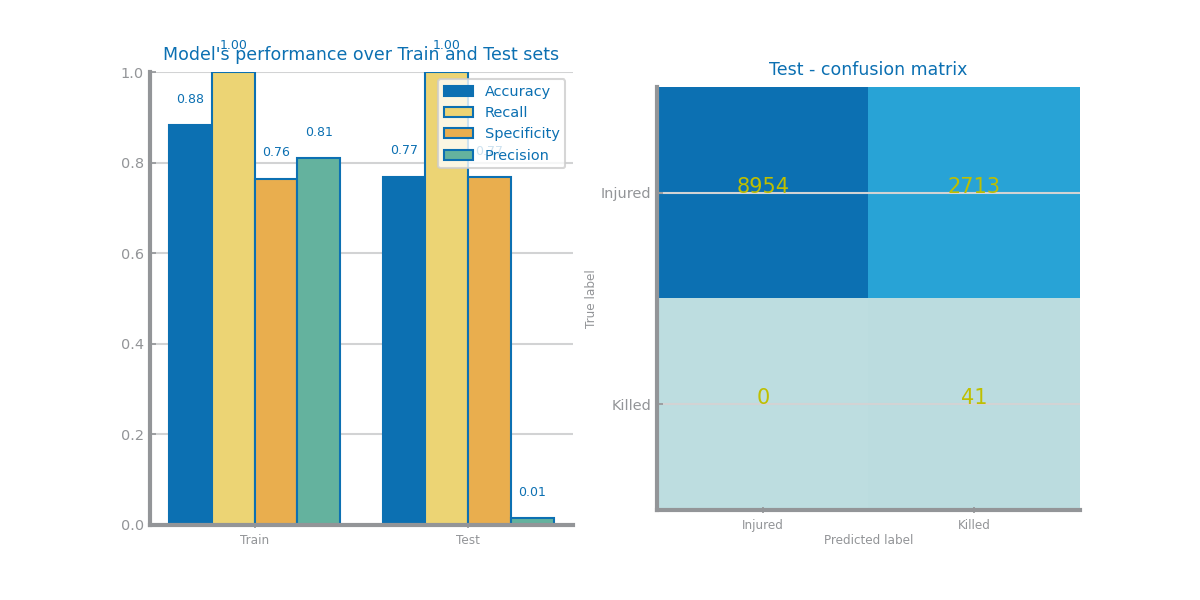 Model's performance over Train and Test sets
1.00
1.00
0.88
0.76
0.81
0.77
0.77
0.01
Accuracy
Recall
Specificity
Precision
1.0
0.8
0.6
0.4
0.2
0.0
Train
Test
Test - confusion matrix
True label
Injured
8954
2713
Killed
0
41
Injured
Killed
Predicted label